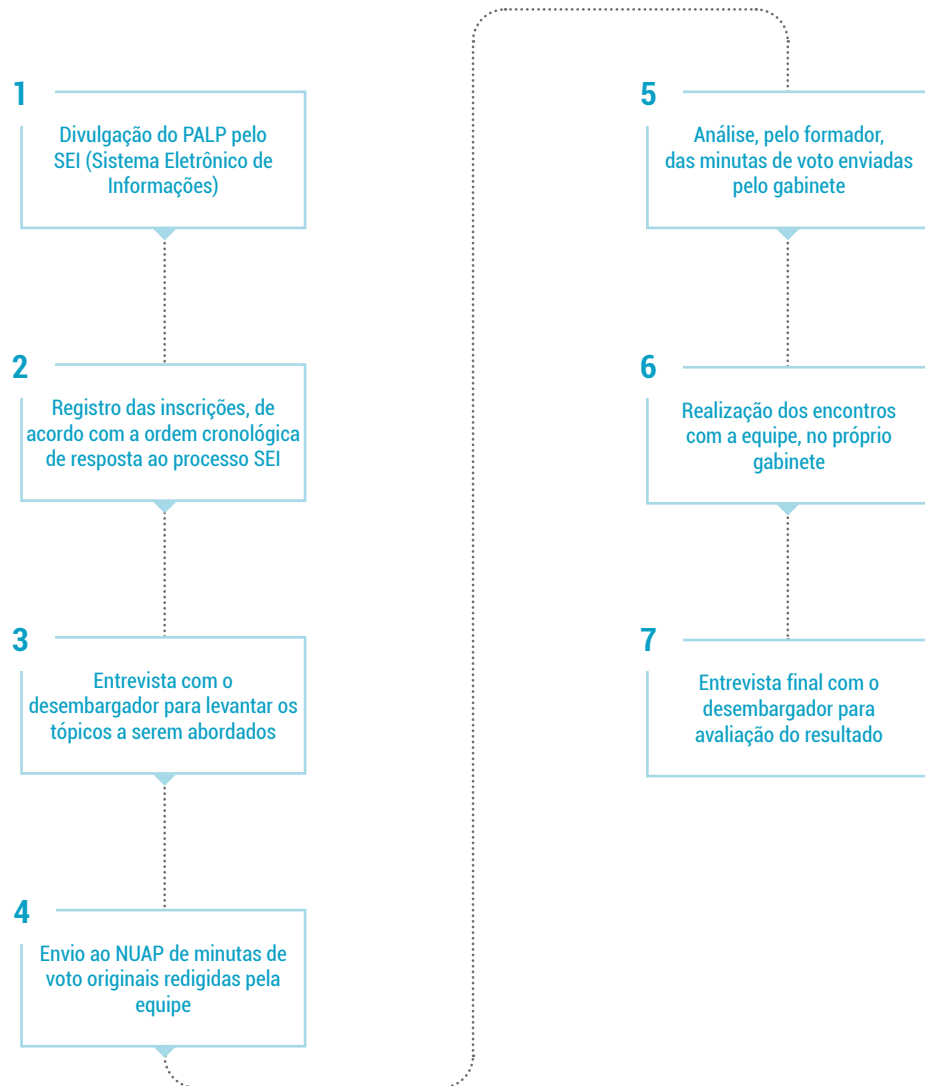 1
Divulgação do PALP pelo
SEI (Sistema Eletrônico de
Informações)
2
Registro das inscrições, de
acordo com a ordem cronológica
de resposta ao processo SEI
3
Entrevista com o
desembargador para levantar os
tópicos a serem abordados
4
Envio ao NUAP de minutas de
voto originais redigidas pela
equipe
5
Análise, pelo formador,
das minutas de voto enviadas
pelo gabinete
6
Realização dos encontros
com a equipe, no próprio
gabinete
7
Entrevista final com o
desembargador para
avaliação do resultado